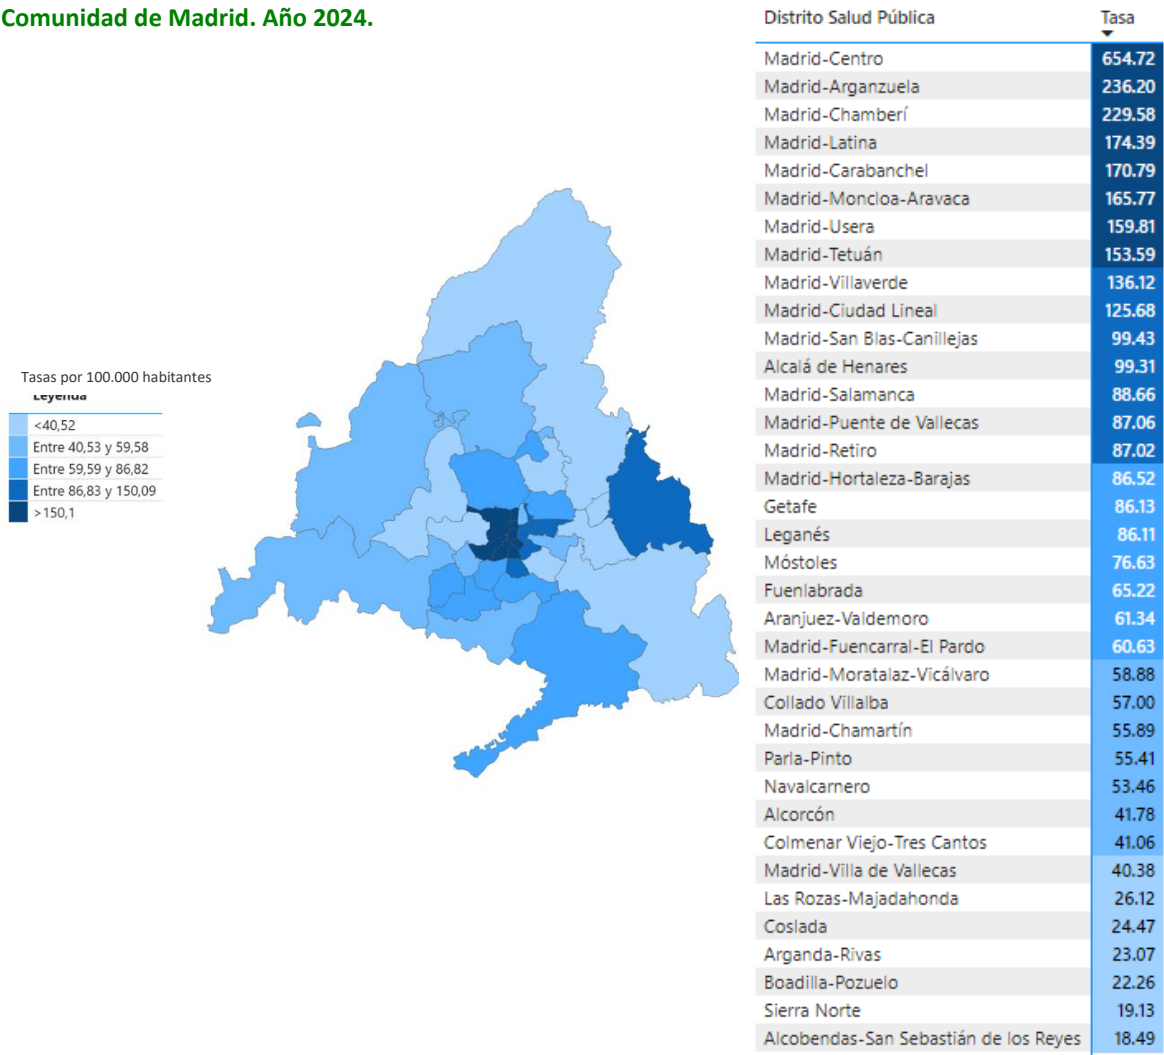 Comunidad de Madrid. Año 2024.
Distrito Salud Pública Tasa
Madrid-Centro 654.72
Madrid-Arganzuela 236.20
Madrid-Chamberí 229.58
Madrid-Latina 174.39
Madrid-Carabanchel 170.79
Madrid-Moncloa-Aravaca 165.77
Madrid-Usera 159.81
Madrid-Tetuán 153.59
Madrid-Villaverde 136.12
Madrid-Ciudad Lineal 125.68
Madrid-San Blas-Canillejas 99.43
Alcalá de Henares 99.31
Madrid-Salamanca 88.66
Madrid-Puente de Vallecas 87.06
Madrid-Retiro 87.02
Madrid-Hortaleza-Barajas 86.52
Getafe 86.13
Leganés 86.11
Móstoles 76.63
Fuenlabrada 65.22
Aranjuez-Valdemoro 61.34
Madrid-Fuencarral-El Pardo 60.63
Madrid-Moratalaz-Vicálvaro 58.88
Collado Villalba 57.00
Madrid-Chamartín 55.89
Parla-Pinto 55.41
Navalcarnero 53.46
Alcorcón 41.78
Colmenar Viejo-Tres Cantos 41.06
Madrid-Villa de Vallecas 40.38
Las Rozas-Majadahonda 26.12
Coslada 24.47
Arganda-Rivas 23.07
Boadilla-Pozuelo 22.26
Sierra Norte 19.13
Alcobendas-San Sebastián de los Reyes 18.49
Tasas por 100.000 habitantes
Leyenda
<40,52
Entre 40,53 y 59,58
Entre 59,59 y 86,82
Entre 86,83 y 150,09
>150,1